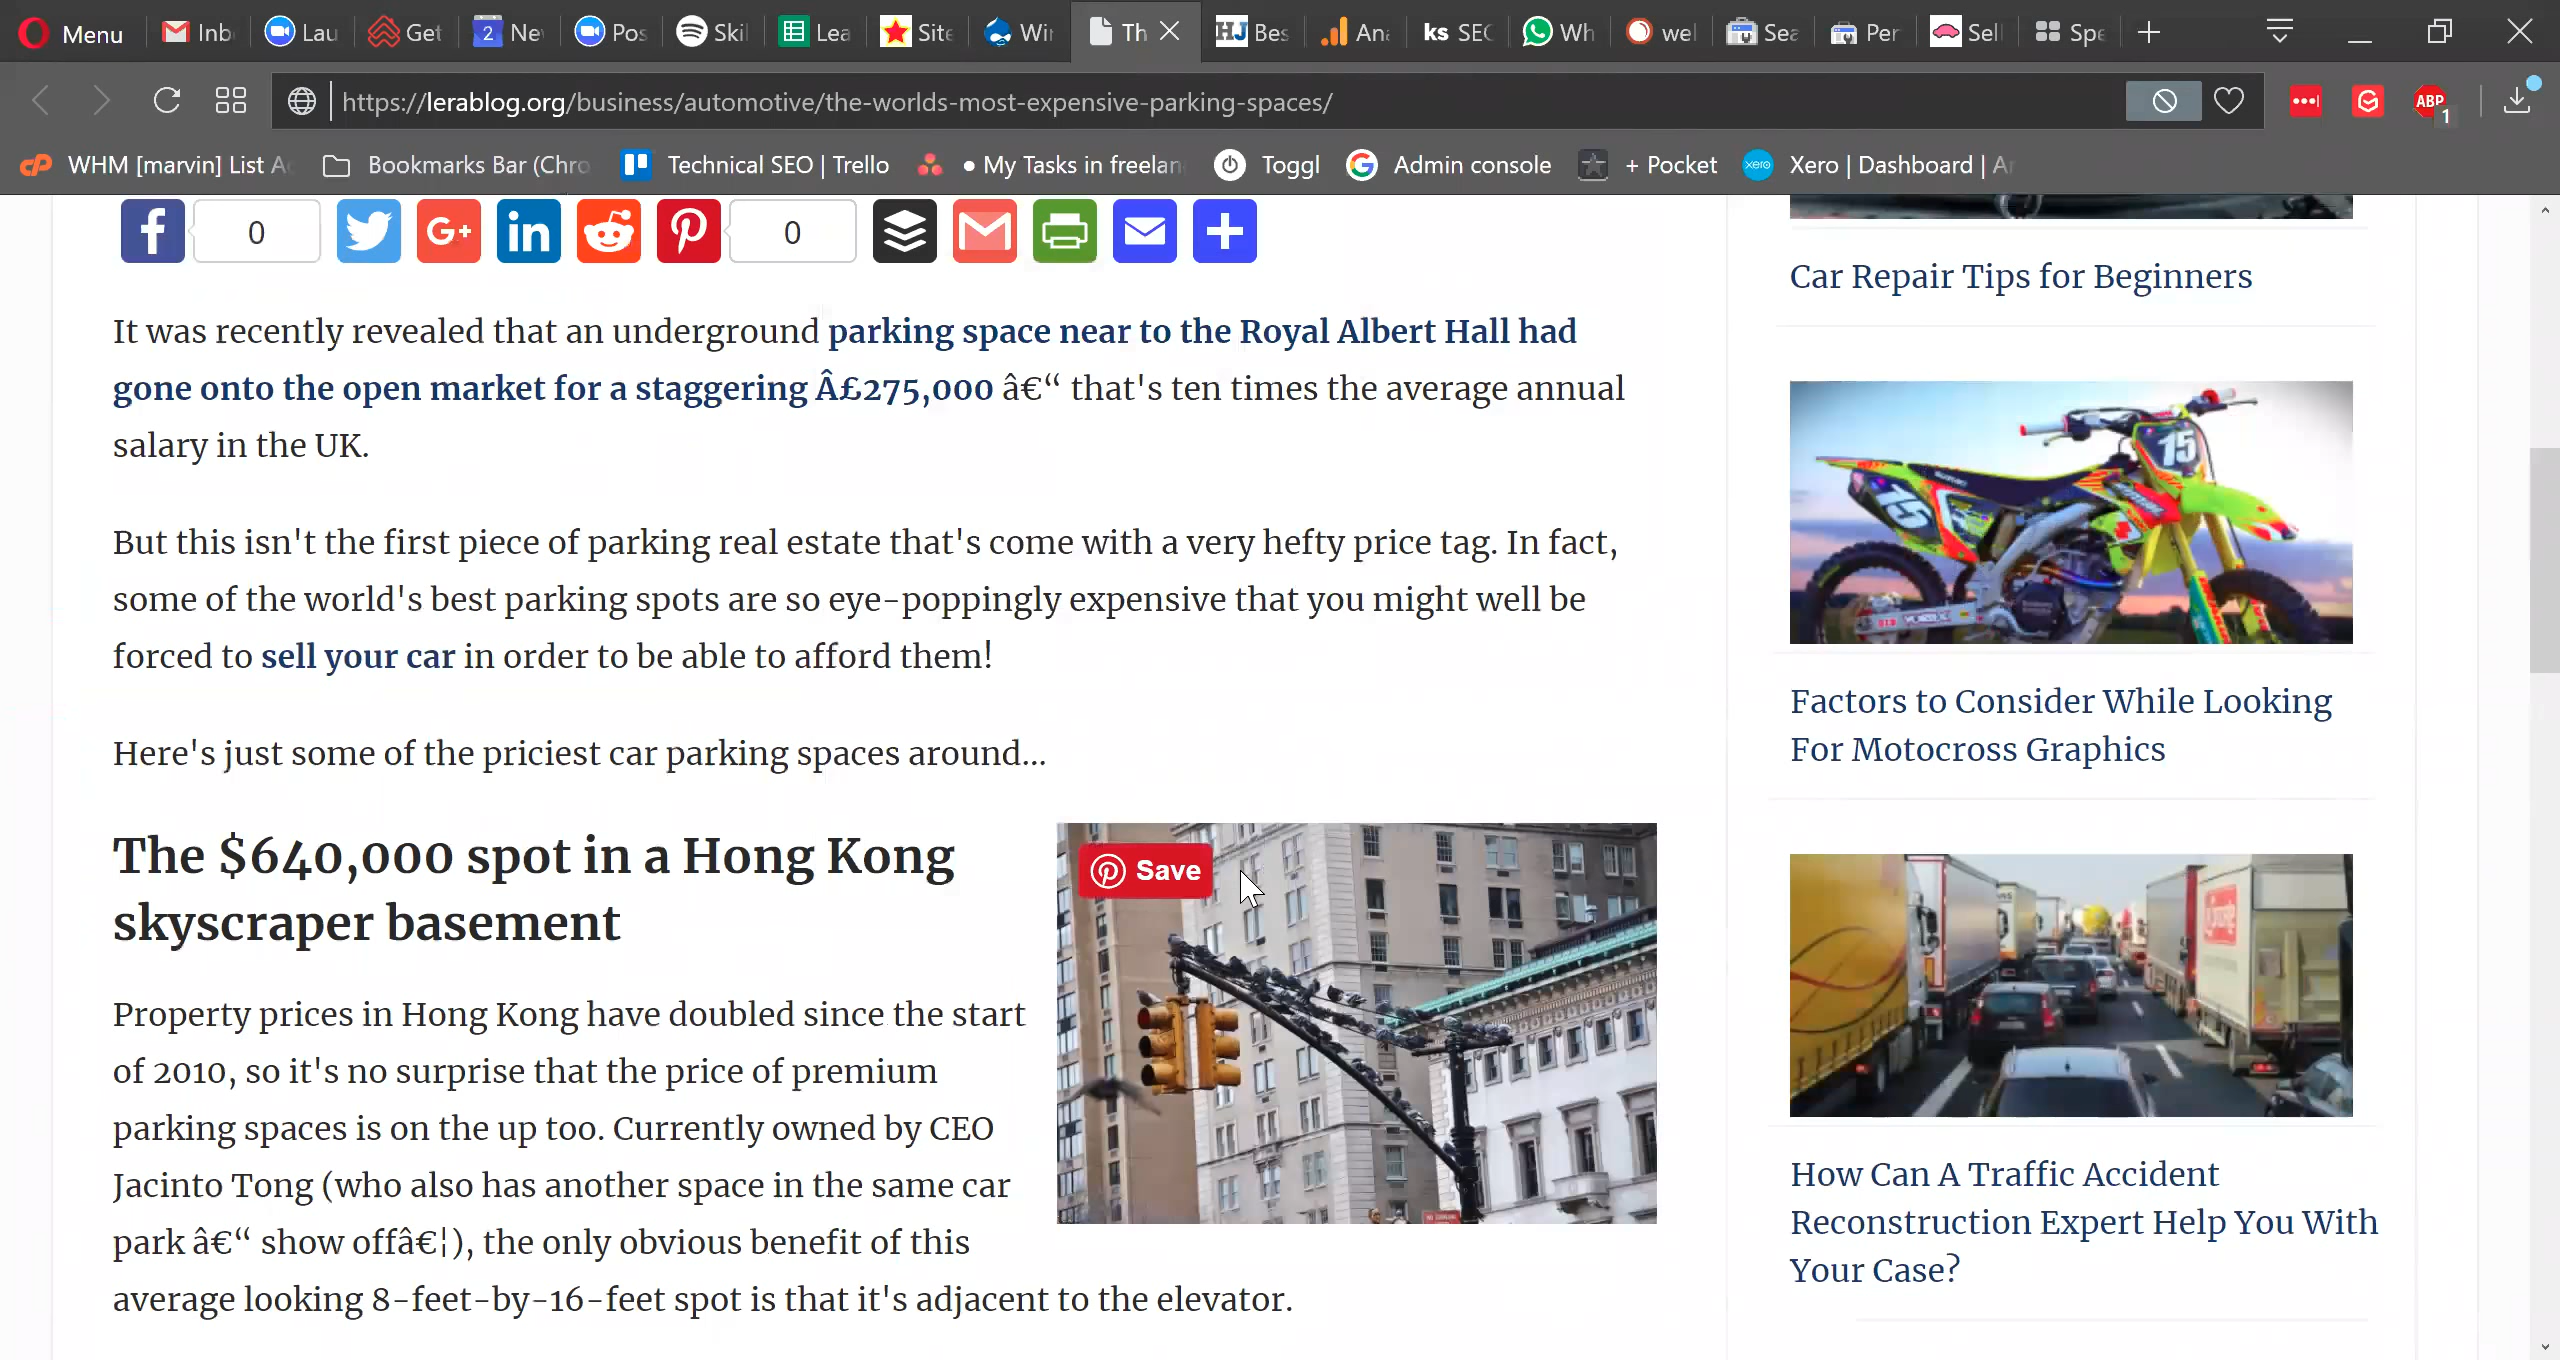 Menu
Inb
Lau
Get
2
Ne
Pos
Skil
Lea
Site
Wir
Th
HJ
Bes
Ana
ks
SEO
Wh
wel
Sea
Per
Sell
Spe
https://lerablog.org/business/automotive/the-worlds-most-expensive-parking-spaces/
ABP
1
WHM [marvin] List A
Bookmarks Bar (Chro
Technical SEO | Trello
• My Tasks in freelan
Toggl
Admin console
+ Pocket
xero
Xero | Dashboard | A
0
G+
in
0
It was recently revealed that an underground parking space near to the Royal Albert Hall had
gone onto the open market for a staggering Â£275,000 â€“ that's ten times the average annual
salary in the UK.
But this isn't the first piece of parking real estate that's come with a very hefty price tag. In fact,
some of the world's best parking spots are so eye-poppingly expensive that you might well be
forced to sell your car in order to be able to afford them!
Here's just some of the priciest car parking spaces around...
The $640,000 spot in a Hong Kong
skyscraper basement
Save
Property prices in Hong Kong have doubled since the start
of 2010, so it's no surprise that the price of premium
parking spaces is on the up too. Currently owned by CEO
Jacinto Tong (who also has another space in the same car
park â€“ show offâ€¦), the only obvious benefit of this
average looking 8-feet-by-16-feet spot is that it's adjacent to the elevator.
Car Repair Tips for Beginners
15
15
Factors to Consider While Looking
For Motocross Graphics
How Can A Traffic Accident
Reconstruction Expert Help You With
Your Case?